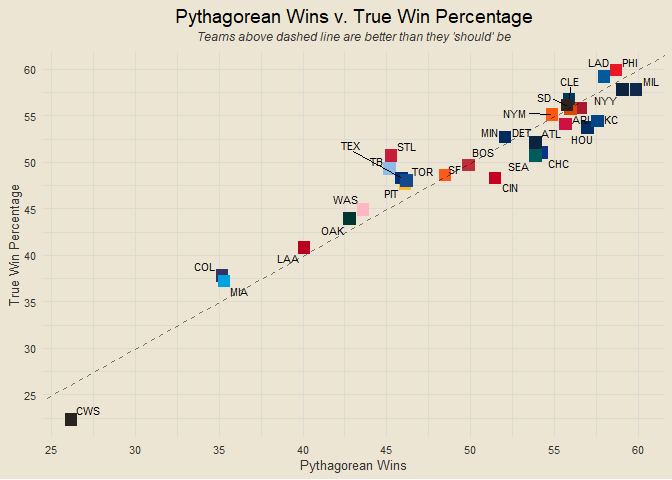 Pythagorean Wins v. True Win Percentage
Teams above dashed line are better than they 'should' be
True Win Percentage
60
55
50
45
40
35
30
25
LAD
PHI
CLE
MIL
SD
NYY
NYM
ARI
KC
MIN
DET
ATL
HOU
TEX
STL
BOS
SEA
CHC
TB
TOR
SF
PIT
CIN
WAS
OAK
LAA
COL
MIA
CWS
25
30
35
40
45
50
55
60
Pythagorean Wins